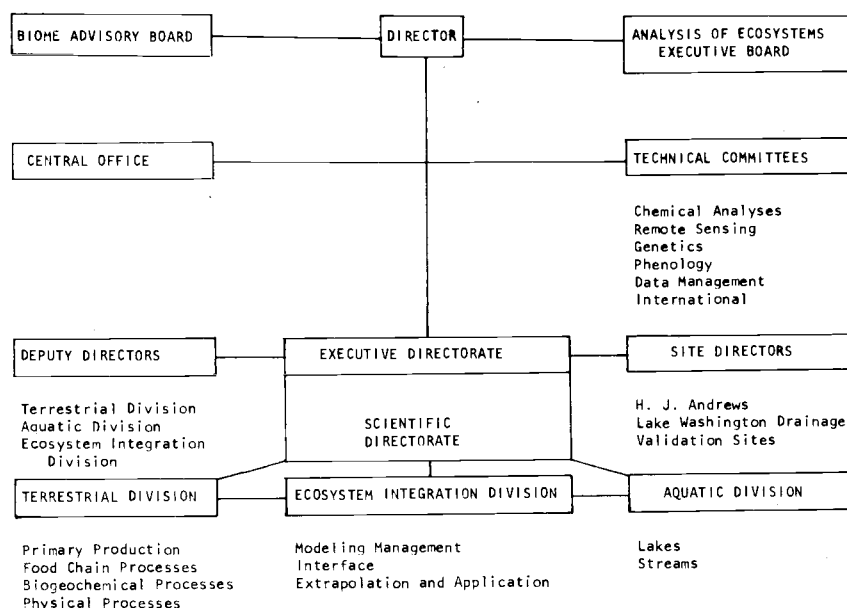 BIOME ADVISORY BOARD
DIRECTOR
ANALYSIS OF ECOSYSTEMS
EXECUTIVE BOARD
CENTRAL OFFICE
TECHNICAL COMMITTEES
Chemical Analyses
Remote Sensing
Genetics
Phenology
Data Management
International
DEPUTY DIRECTORS
EXECUTIVE DIRECTORATE
SITE DIRECTORS
Terrestrial Division
Aquatic Division
Ecosystem Integration
Division
SCIENTIFIC
DIRECTORATE
H. J. Andrews
Lake Washington Drainage
Validation Sites
TERRESTRIAL DIVISION
ECOSYSTEM INTEGRATION DIVISION
AQUATIC DIVISION
Primary Production
Food Chain Processes
Biogeochemical Processes
Physical Processes
Modeling Management
Interface
Extrapolation and Application
Lakes
Streams